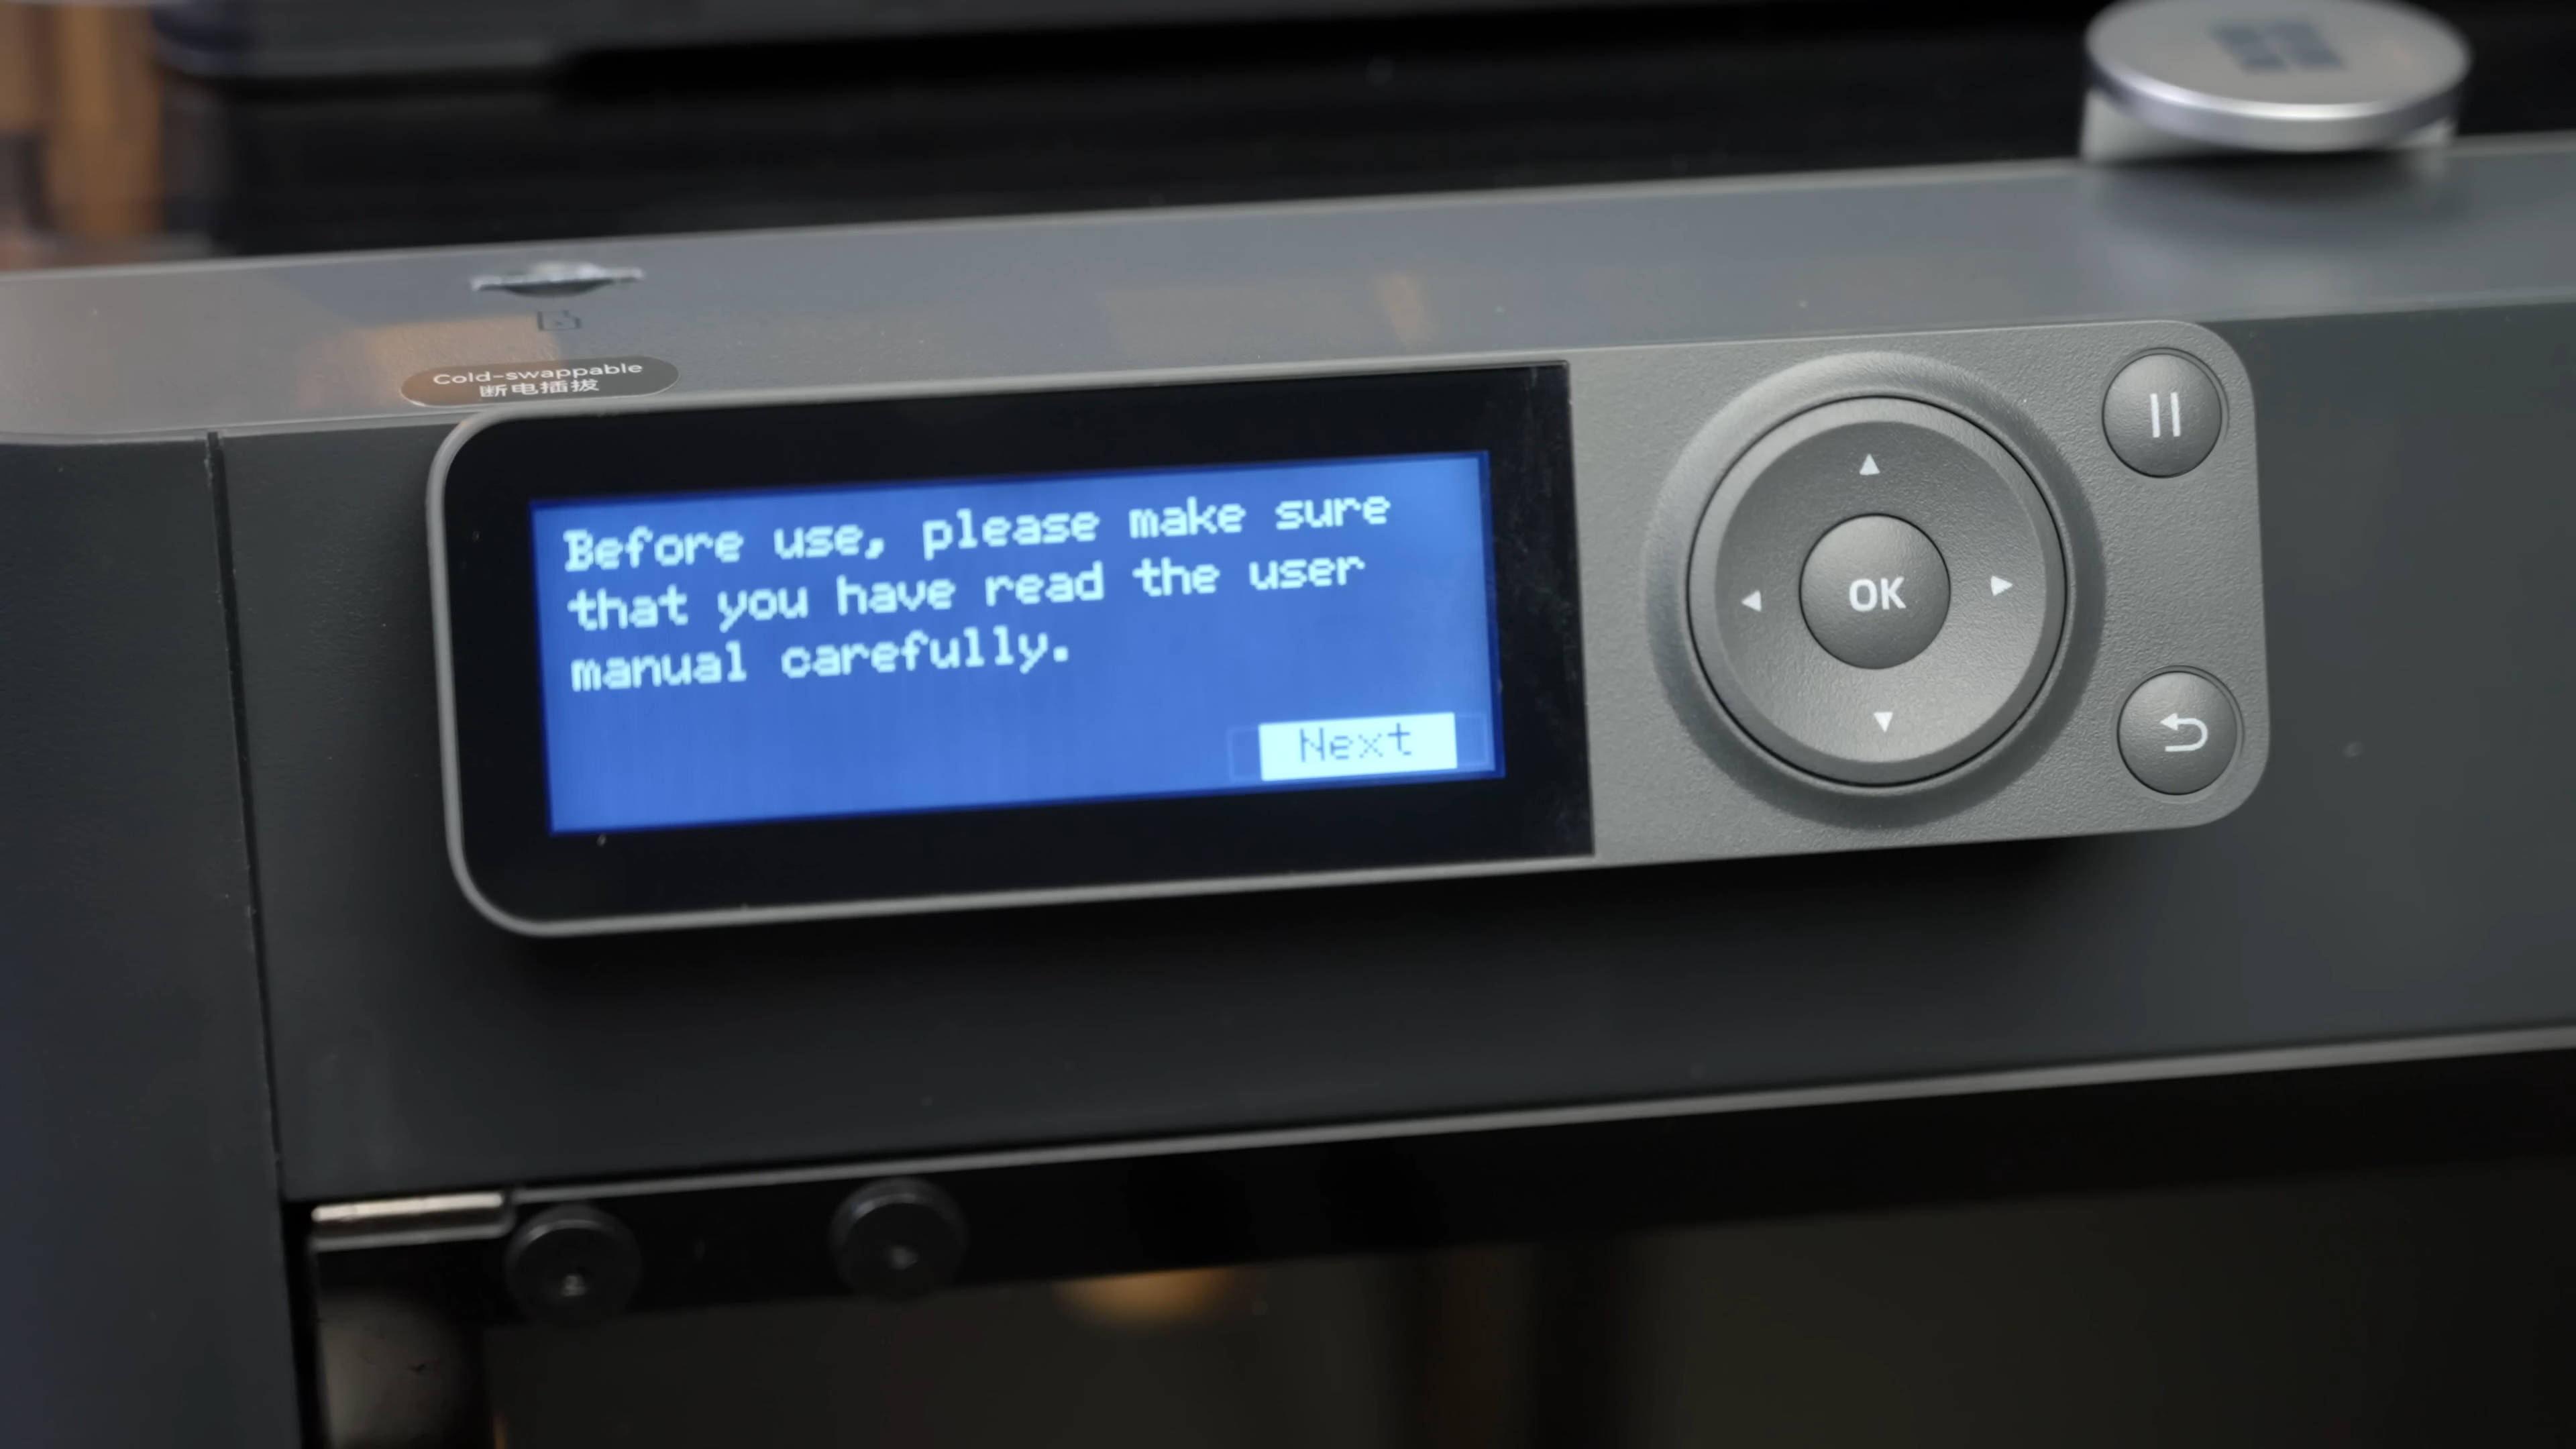 Cold-swappable
断电插拔
Before use, please make sure
that you have read the user
manual carefully.
Next
OK